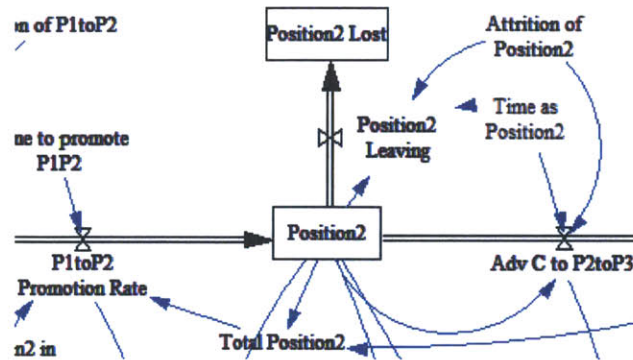 n of P1toP2
Position2 Lost
Attrition of
Position2
Time as
Position2
Position2
Leaving
ne to promote
P1P2
Position2
P1toP2
Promotion Rate
Adv C to P2toP3
Total Position2
n2 in